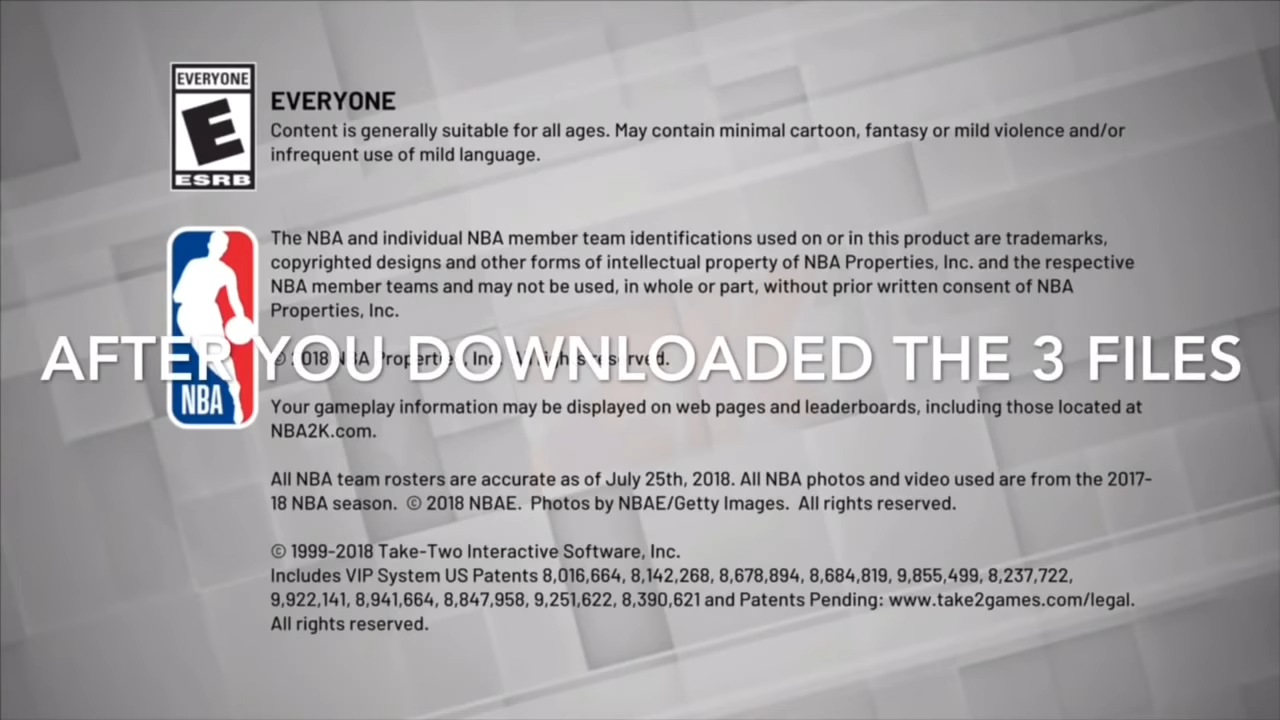 EVERYONE
E
ESRB
EVERYONE
Content is generally suitable for all ages. May contain minimal cartoon, fantasy or mild violence and/or
infrequent use of mild language.
The NBA and individual NBA member team identifications used on or in this product are trademarks,
copyrighted designs and other forms of intellectual property of NBA Properties, Inc. and the respective
NBA member teams and may not be used, in whole or part, without prior written consent of NBA
Properties, Inc.
© 2018 NBA Properties, Inc. All rights reserved.
AFTER YOU DOWNLOADED THE 3 FILES
NBA
Your gameplay information may be displayed on web pages and leaderboards, including those located at
NBA2K.com.
All NBA team rosters are accurate as of July 25th, 2018. All NBA photos and video used are from the 2017-
18 NBA season. © 2018 NBAE. Photos by NBAE/Getty Images. All rights reserved.
© 1999-2018 Take-Two Interactive Software, Inc.
Includes VIP System US Patents 8,016,664, 8,142,268, 8,678,894, 8,684,819, 9,855,499, 8,237,722,
9,922,141, 8,941,664, 8,847,958, 9,251,622, 8,390,621 and Patents Pending: www.take2games.com/legal.
All rights reserved.